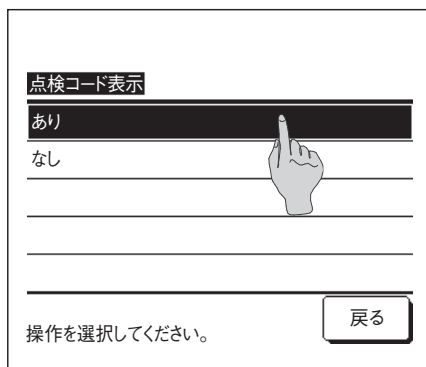 点検コード表示
あり
なし
操作を選択してください。
戻る